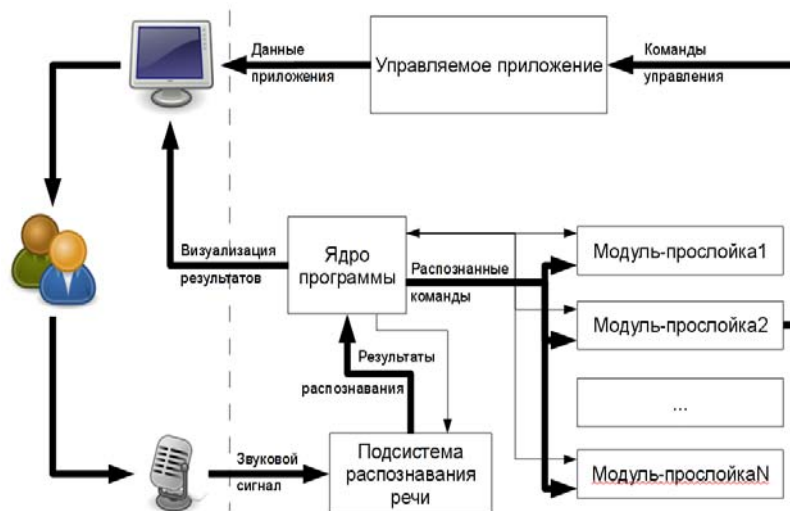 Данные
приложения
Управляемое приложение
Команды
управления
Визуализация
результатов
Ядро
программы
Распознанные
команды
Модуль-прослойка1
Модуль-прослойка2
...
Модуль-прослойкаN
Результаты
распознавания
Звуковой
сигнал
Подсистема
распознавания
речи